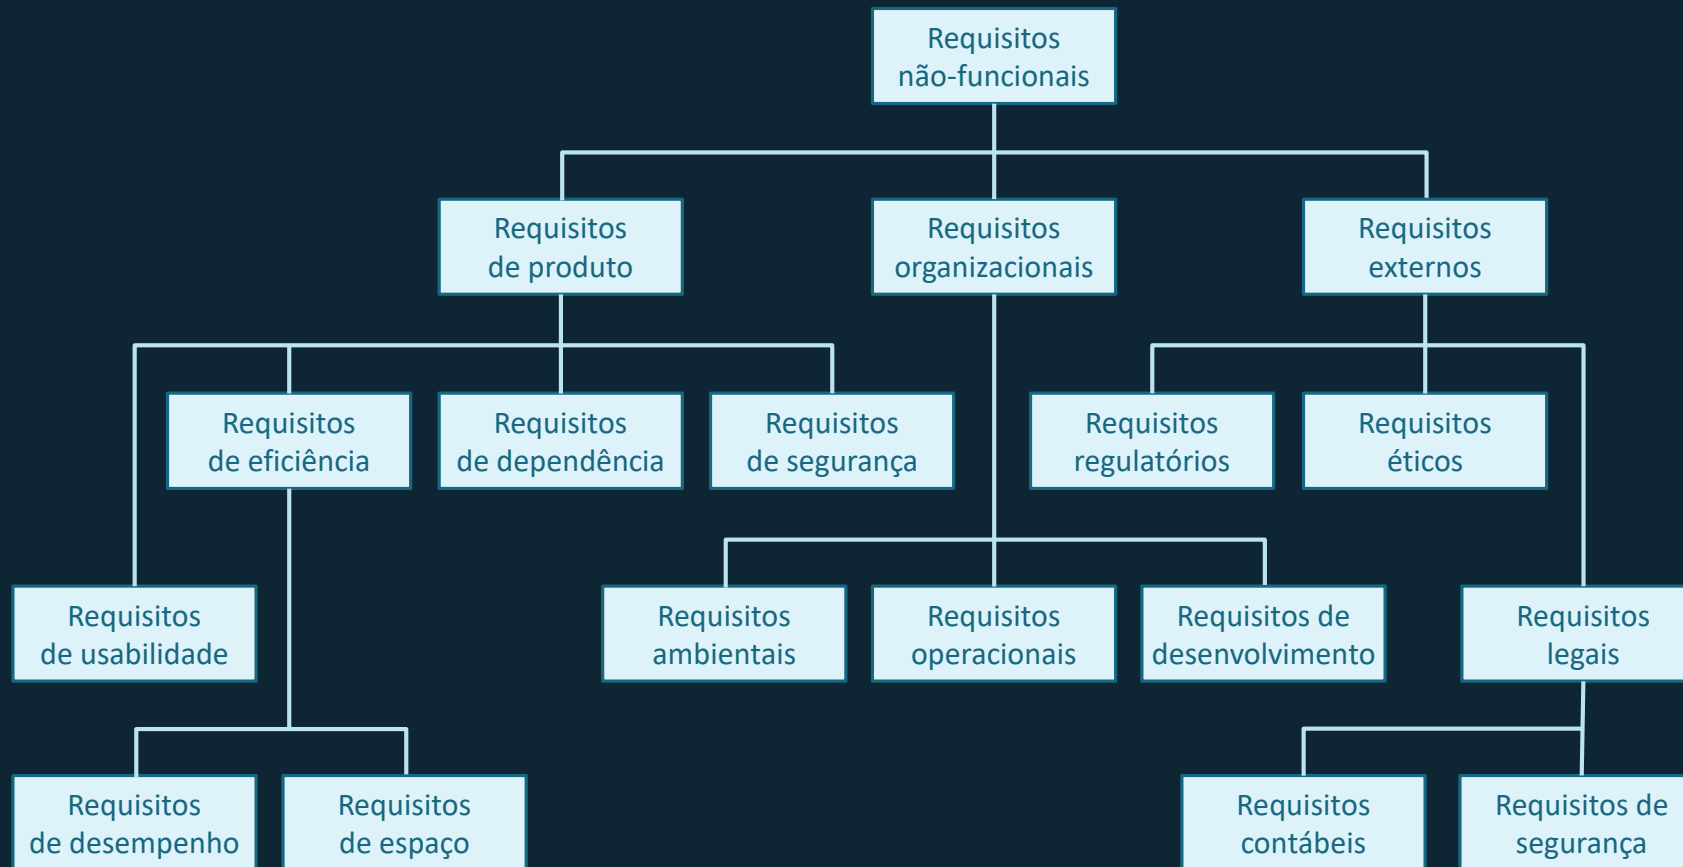 Requisitos
não-funcionais
Requisitos
de produto
Requisitos
organizacionais
Requisitos
externos
Requisitos
de eficiência
Requisitos
de dependência
Requisitos
de segurança
Requisitos
regulatórios
Requisitos
éticos
Requisitos
de usabilidade
Requisitos
ambientais
Requisitos
operacionais
Requisitos de
desenvolvimento
Requisitos
legais
Requisitos
de desempenho
Requisitos
de espaço
Requisitos
contábeis
Requisitos de
segurança